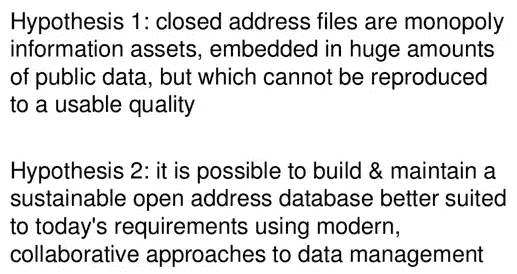 Hypothesis 1: closed address files are monopoly
information assets, embedded in huge amounts
of public data, but which cannot be reproduced
to a usable quality
Hypothesis 2: it is possible to build & maintain a
sustainable open address database better suited
to today's requirements using modern,
collaborative approaches to data management